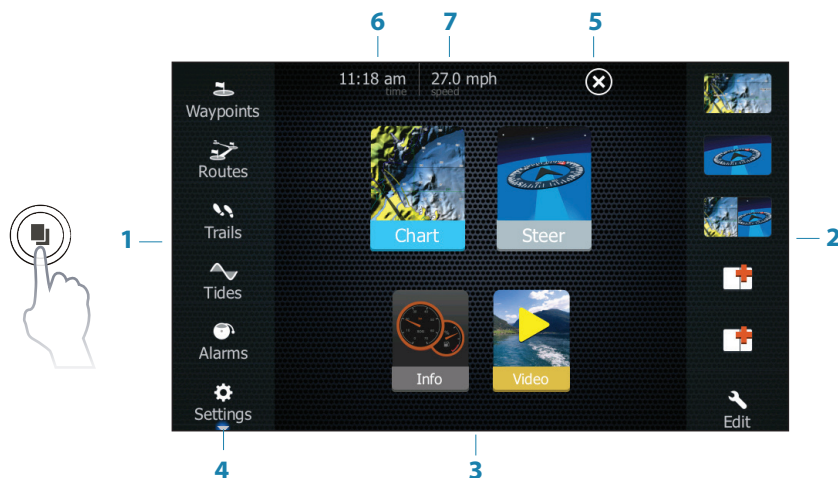 6 7 5
11:18 am 27.0 mph
time speed
Waypoints
Routes
Trails
Tides
Alarms
Settings
Chart Steer
Info Video
Edit
1
2
4
3